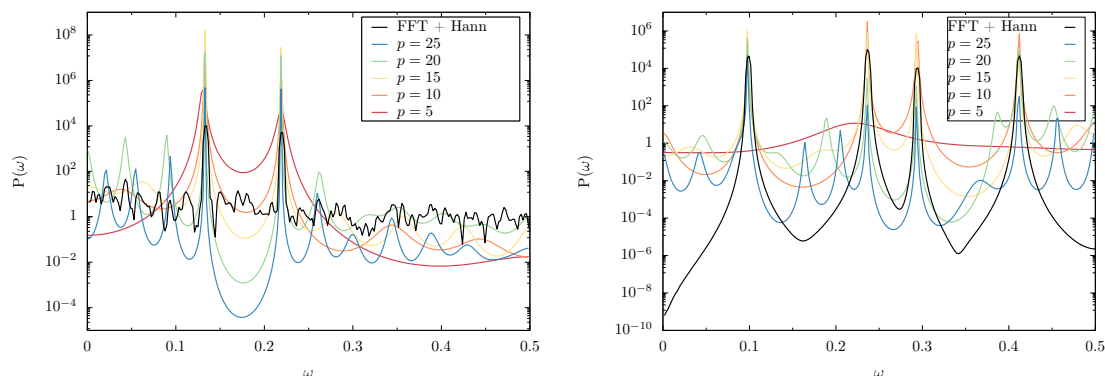 10^8
10^6
10^4
10^2
1
10^−2
10^−4
P(ω)
0
0.1
0.2
0.3
0.4
0.5
ω
FFT + Hann
p = 25
p = 20
p = 15
p = 10
p = 5
10^6
10^4
10^2
1
10^−2
10^−4
10^−6
10^−8
10^−10
P(ω)
0
0.1
0.2
0.3
0.4
0.5
ω
FFT + Hann
p = 25
p = 20
p = 15
p = 10
p = 5